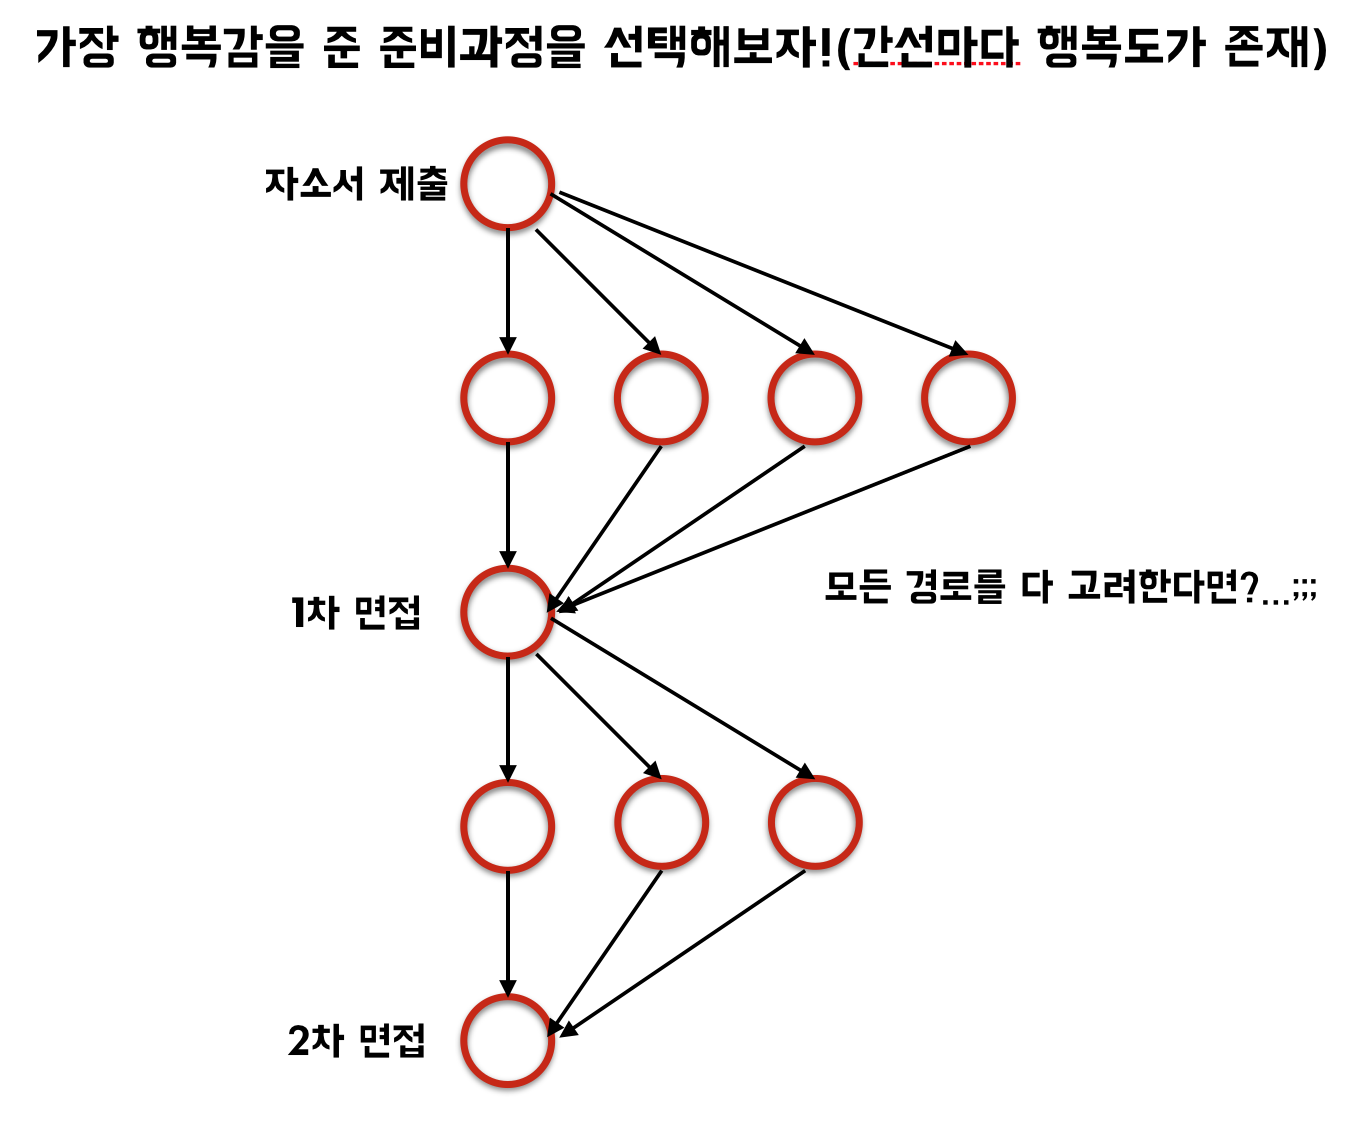 가장 행복감을 준 준비과정을 선택해보자!(간선마다 행복도가 존재)
자소서 제출
모든 경로를 다 고려한다면?...;;;
1차 면접
2차 면접